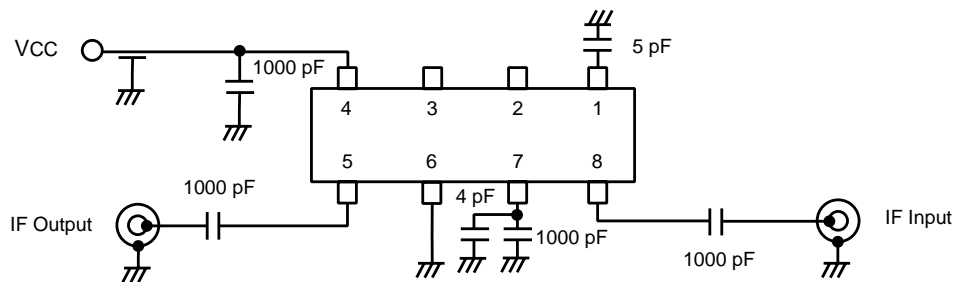 VCC
1000 pF
5 pF
4 3 2 1
5 6 7 8
1000 pF
4 pF
IF Output
1000 pF
IF Input
1000 pF